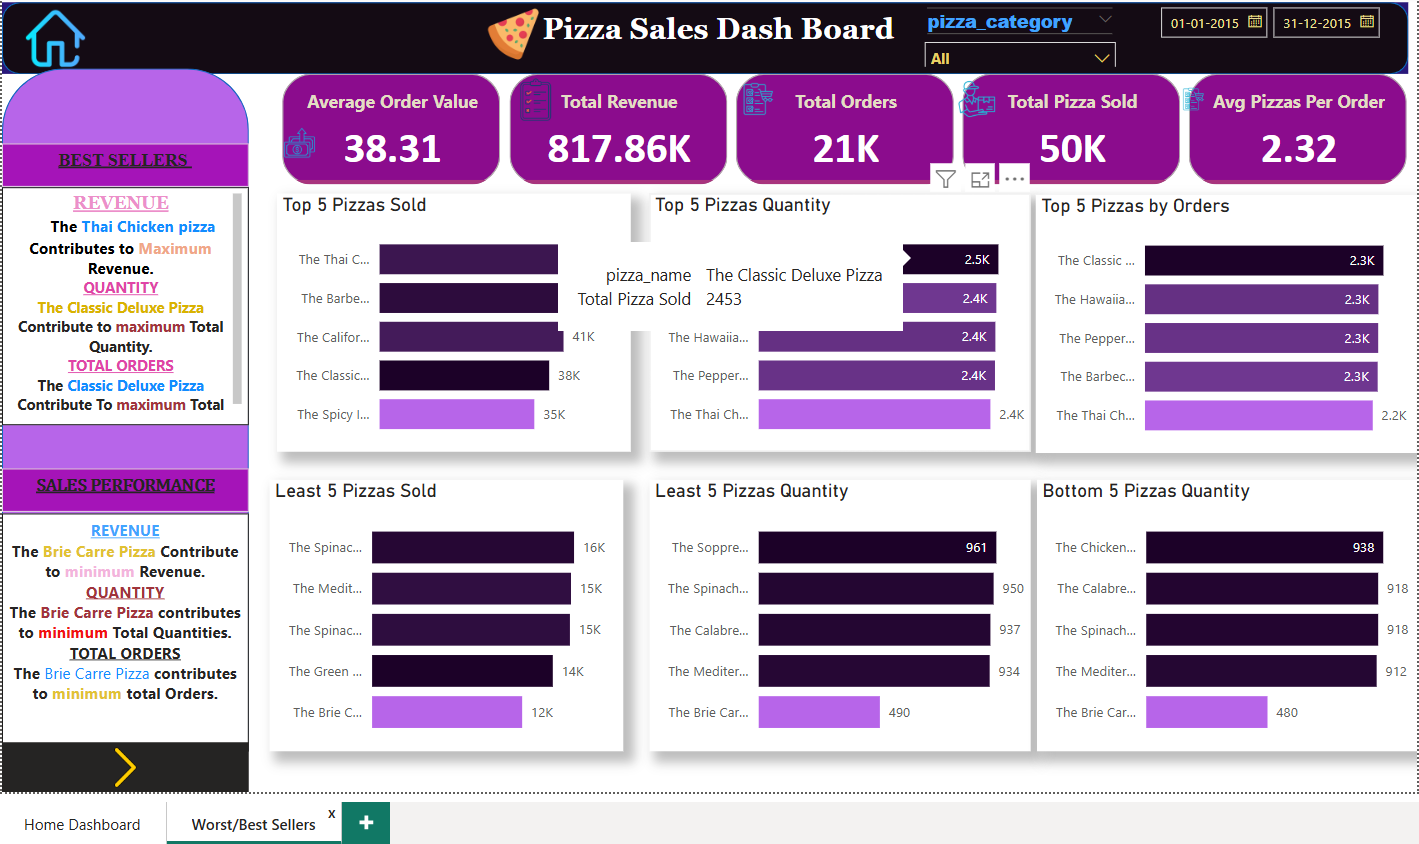 Pizza Sales Dash Board
pizza_category
All
01-01-2015
31-12-2015
Average Order Value
38.31
Total Revenue
817.86K
Total Orders
21K
Total Pizza Sold
50K
Avg Pizzas Per Order
2.32
BEST SELLERS
REVENUE
The Thai Chicken pizza
Contributes to Maximum
Revenue.
QUANTITY
The Classic Deluxe Pizza
Contribute to maximum Total
Quantity.
TOTAL ORDERS
The Classic Deluxe Pizza
Contribute To maximum Total
SALES PERFORMANCE
REVENUE
The Brie Carre Pizza Contribute
to minimum Revenue.
QUANTITY
The Brie Carre Pizza contributes
to minimum Total Quantities.
TOTAL ORDERS
The Brie Carre Pizza contributes
to minimum total Orders.
Top 5 Pizzas Sold
The Thai C...
The Barbe...
The Califor... 41K
The Classic... 38K
The Spicy I... 35K
pizza_name The Classic Deluxe Pizza
Total Pizza Sold 2453
Top 5 Pizzas Quantity
2.5K
2.4K
The Hawaiia... 2.4K
The Pepper... 2.4K
The Thai Ch... 2.4K
Top 5 Pizzas by Orders
The Classic ... 2.3K
The Hawaiia... 2.3K
The Pepper... 2.3K
The Barbec... 2.3K
The Thai Ch... 2.2K
Least 5 Pizzas Sold
The Spinac... 16K
The Medit... 15K
The Spinac... 15K
The Green ... 14K
The Brie C... 12K
Least 5 Pizzas Quantity
The Soppre... 961
The Spinach... 950
The Calabre... 937
The Mediter... 934
The Brie Car... 490
Bottom 5 Pizzas Quantity
The Chicken... 938
The Calabre... 918
The Spinach... 918
The Mediter... 912
The Brie Car... 480
Home Dashboard
Worst/Best Sellers
x
+